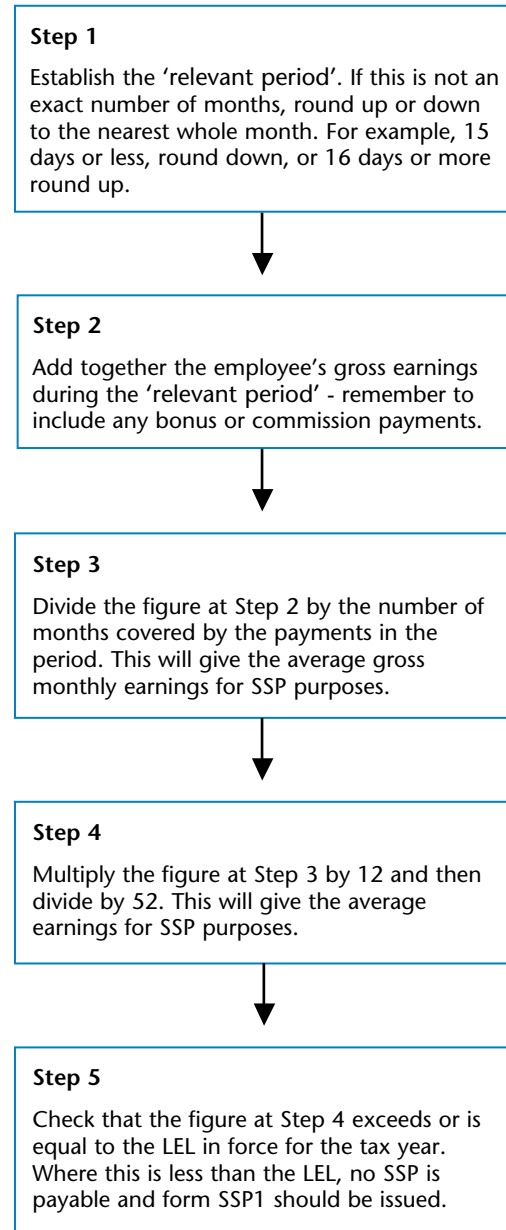 Step 1
Establish the ‘relevant period’. If this is not an
exact number of months, round up or down
to the nearest whole month. For example, 15
days or less, round down, or 16 days or more
round up.
Step 2
Add together the employee’s gross earnings
during the ‘relevant period’ - remember to
include any bonus or commission payments.
Step 3
Divide the figure at Step 2 by the number of
months covered by the payments in the
period. This will give the average gross
monthly earnings for SSP purposes.
Step 4
Multiply the figure at Step 3 by 12 and then
divide by 52. This will give the average
earnings for SSP purposes.
Step 5
Check that the figure at Step 4 exceeds or is
equal to the LEL in force for the tax year.
Where this is less than the LEL, no SSP is
payable and form SSP1 should be issued.